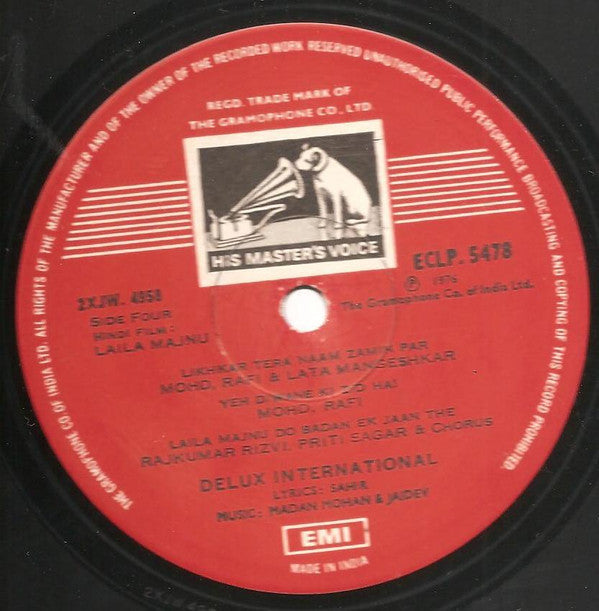 THE GRAMOPHONE CO OF INDIA LTD. ALL RIGHTS OF THE MANUFACTURER AND OF THE OWNER OF THE RECORDED WORK RESERVED UNAUTHORISED PUBLIC PERFORMANCE BROADCASTING AND COPYING OF THIS RECORD PROHIBITED.
REGD. TRADE MARK OF
THE GRAMOPHONE CO., LTD
HIS MASTER'S VOICE
ECLP. 5478
℗ 1976
The Gramophone Co. of India Ltd.
2XJW. 4958
SIDE FOUR
HINDI FILM:
LAILA MAJNU
LIKHKAR TERA NAAM ZAMIN PAR
MOHD, RAFI & LATA MANGESHKAR
YEH DIWANE KI ZID HAI
MOHD, RAFI
LAILA MAJNU DO BADAN EK JAAN THE
RAJKUMAR RIZVI, PRITI SAGAR & CHORUS
DELUX INTERNATIONAL
LYRICS: SAHIR
MUSIC: MADAN MOHAN & JAIDEV
EMI
MADE IN INDIA